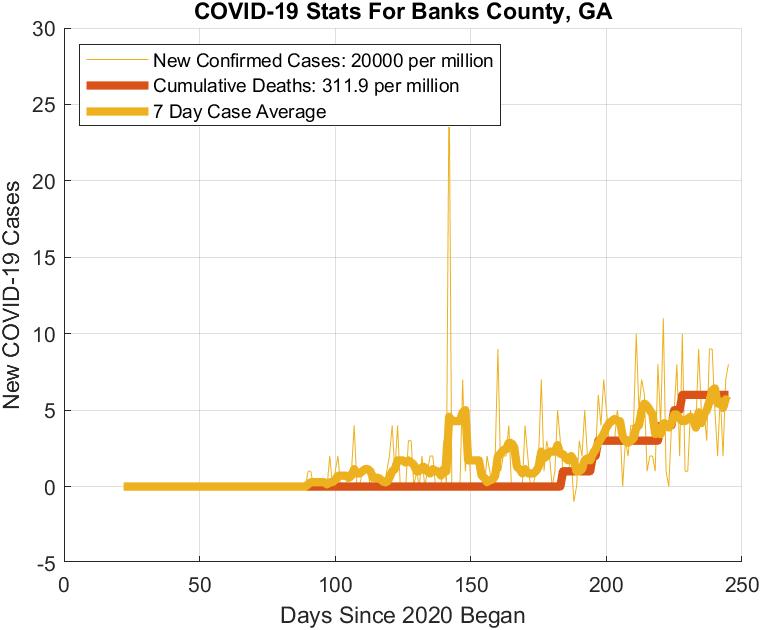 COVID-19 Stats For Banks County, GA
New Confirmed Cases: 20000 per million
Cumulative Deaths: 311.9 per million
7 Day Case Average
New COVID-19 Cases
30
25
20
15
10
5
0
-5
0 50 100 150 200 250
Days Since 2020 Began